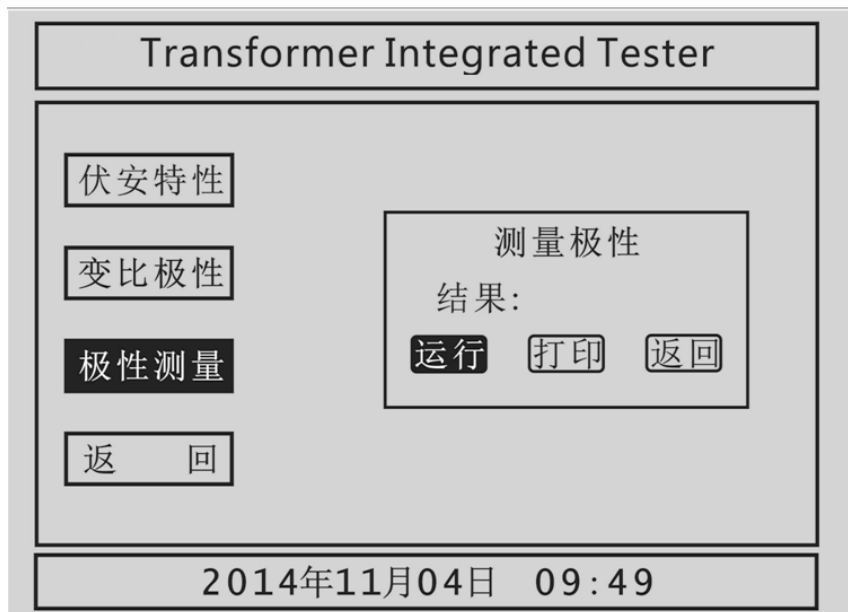 Transformer Integrated Tester
伏安特性
变比极性
极性测量
返 回
测量极性
结果:
运行 打印 返回
2014年11月04日 09:49